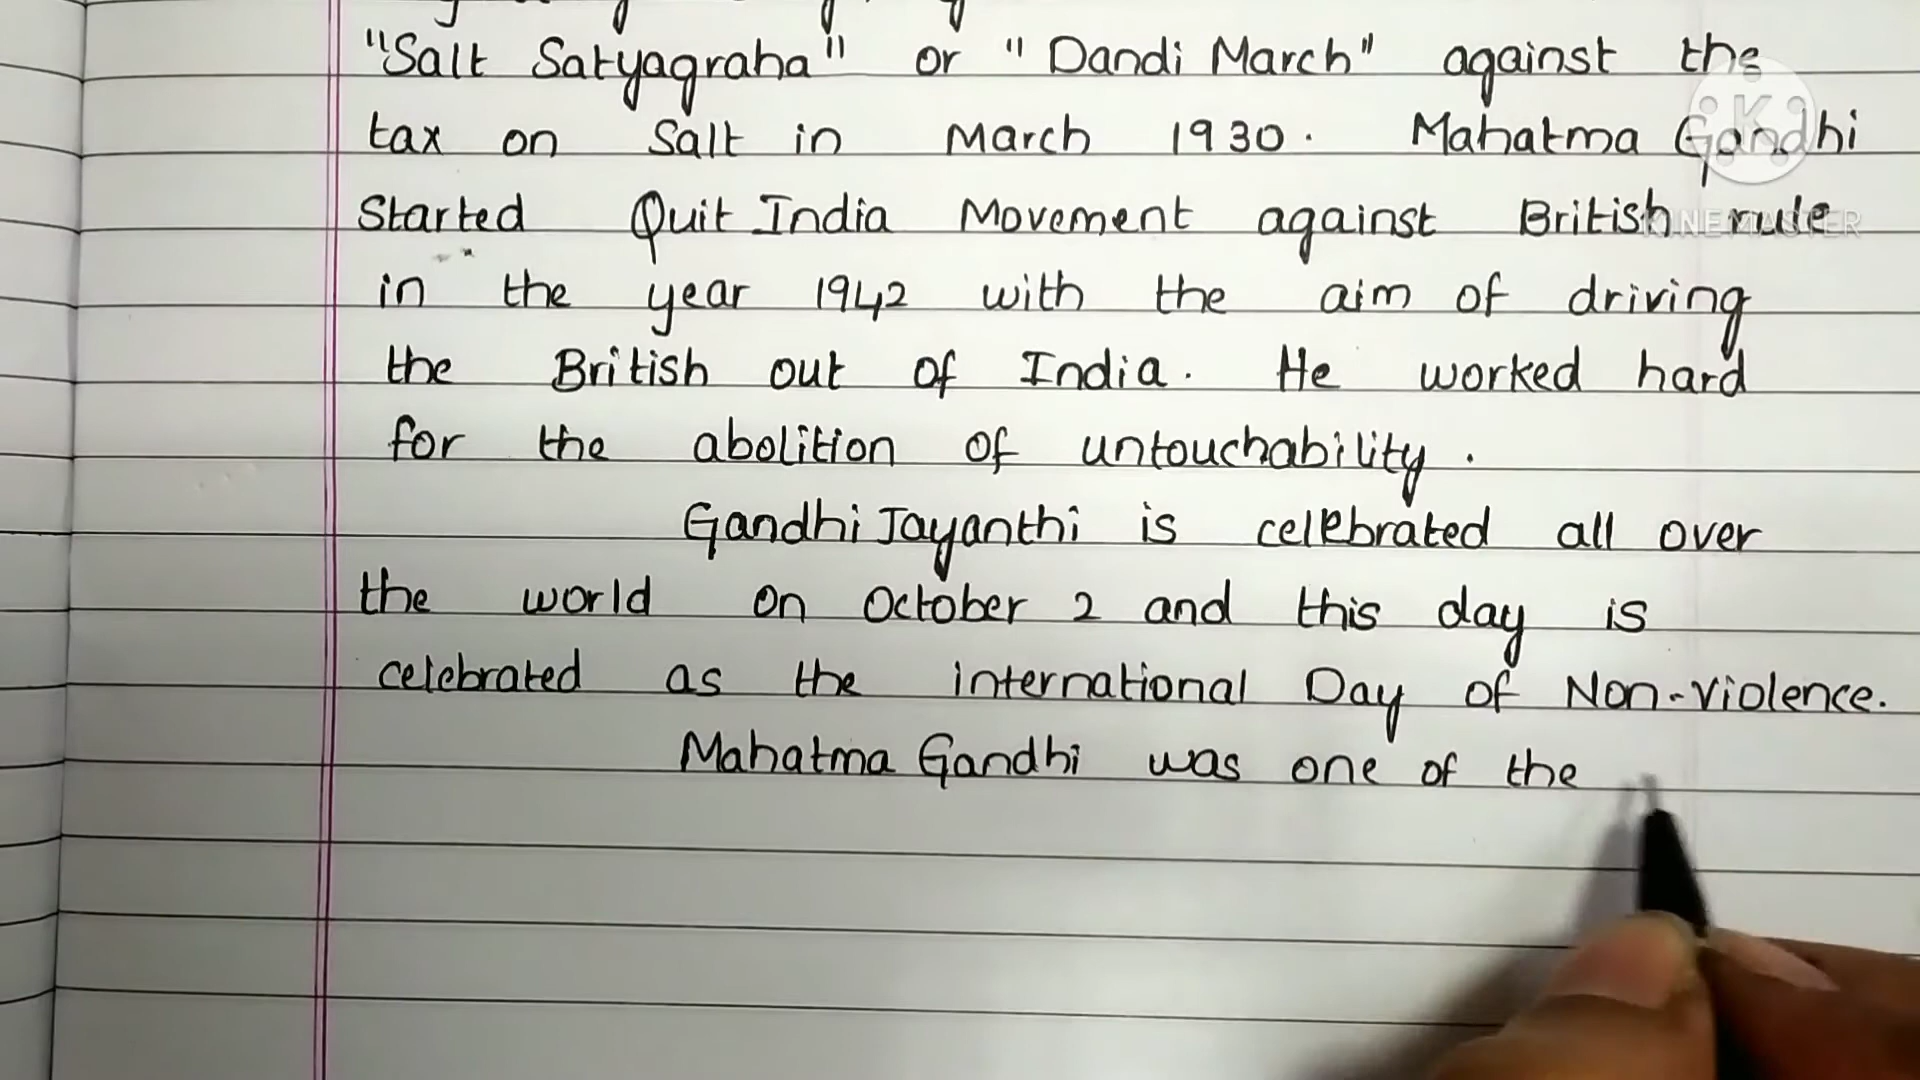 "Salt Satyagraha" or "Dandi March" against the
tax on Salt in March 1930. Mahatma Gandhi
Started Quit India Movement against British rule
in the year 1942 with the aim of driving
the British out of India. He worked hard
for the abolition of untouchability.
Gandhi Jayanthi is celebrated all over
the world on October 2 and this day is
celebrated as the international Day of Non-violence.
Mahatma Gandhi was one of the
K
KINEMASTER